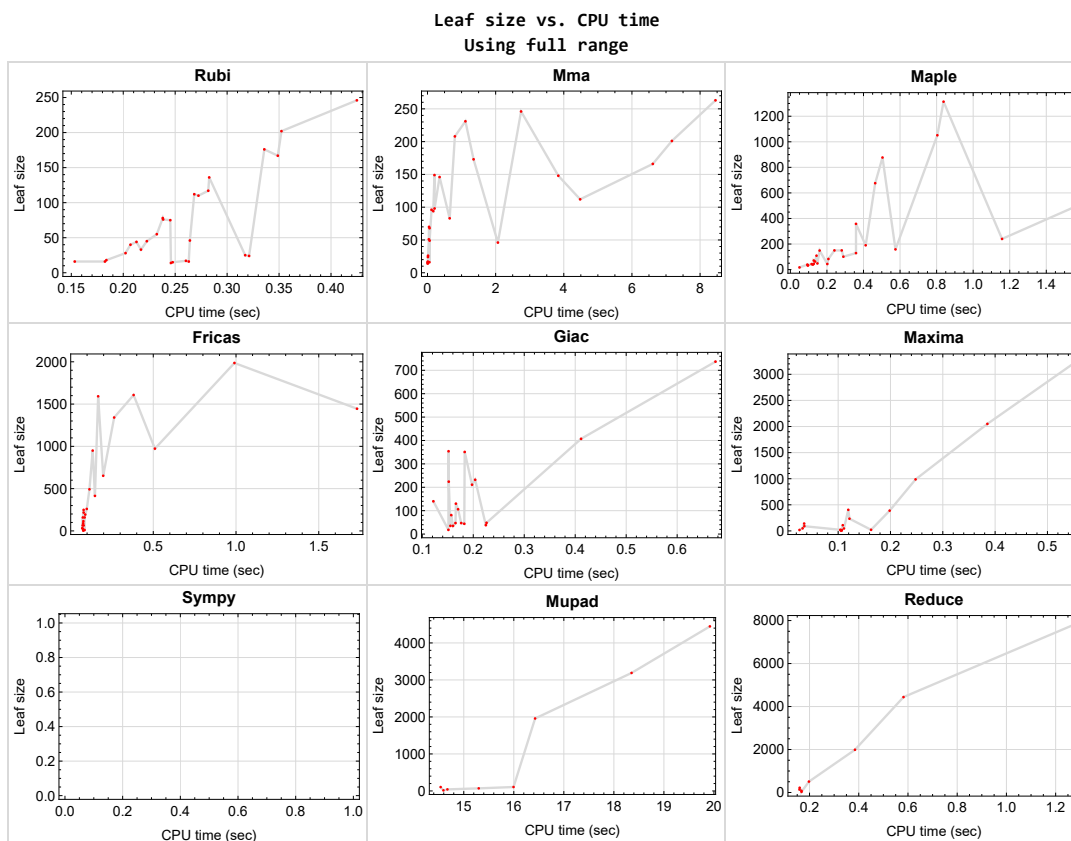 Leaf size vs. CPU time
Using full range
Rubi
Leaf size
250
200
150
100
50
0
0.15 0.20 0.25 0.30 0.35 0.40
CPU time (sec)
Mma
Leaf size
250
200
150
100
50
0
0 2 4 6 8
CPU time (sec)
Maple
Leaf size
1200
1000
800
600
400
200
0
0.0 0.2 0.4 0.6 0.8 1.0 1.2 1.4
CPU time (sec)
Fricas
Leaf size
2000
1500
1000
500
0
0.5 1.0 1.5
CPU time (sec)
Giac
Leaf size
700
600
500
400
300
200
100
0
0.1 0.2 0.3 0.4 0.5 0.6
CPU time (sec)
Maxima
Leaf size
3000
2500
2000
1500
1000
500
0
0.1 0.2 0.3 0.4 0.5
CPU time (sec)
Sympy
Leaf size
1.0
0.8
0.6
0.4
0.2
0.0
0.0 0.2 0.4 0.6 0.8 1.0
CPU time (sec)
Mupad
Leaf size
4000
3000
2000
1000
0
15 16 17 18 19 20
CPU time (sec)
Reduce
Leaf size
8000
6000
4000
2000
0
0.2 0.4 0.6 0.8 1.0 1.2
CPU time (sec)